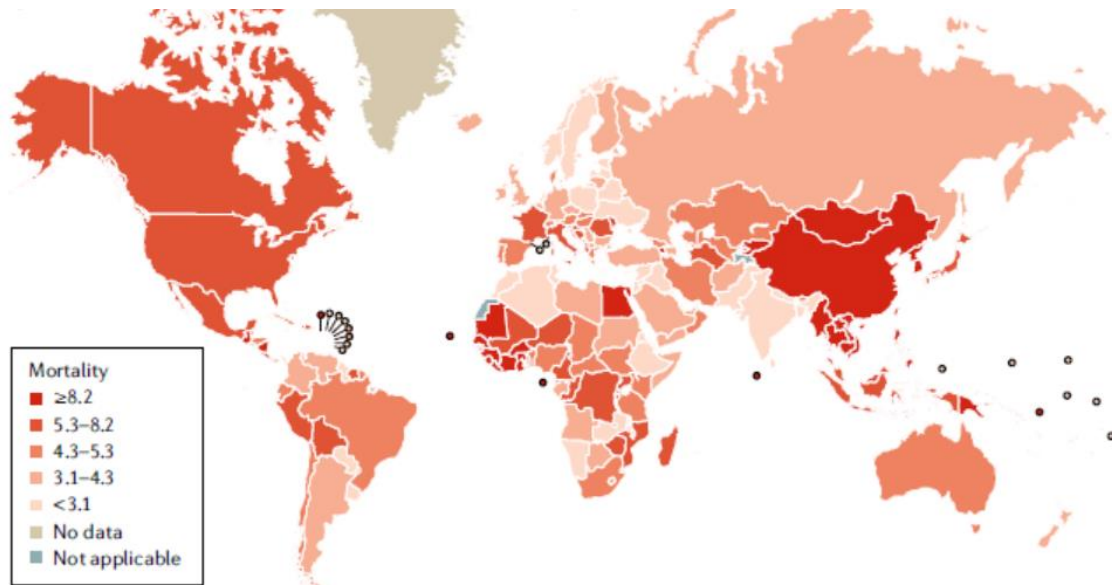 Mortality
≥8.2
5.3–8.2
4.3–5.3
3.1–4.3
<3.1
No data
Not applicable